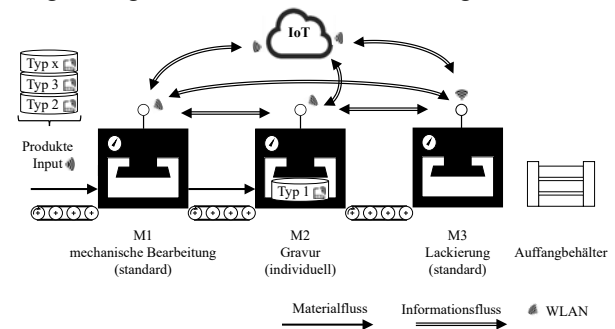 IoT
Typ x
Typ 3
Typ 2
Produkte
Input
Typ 1
M1
mechanische Bearbeitung
(standard)
M2
Gravur
(individuell)
M3
Lackierung
(standard)
Auffangbehälter
Materialfluss
Informationsfluss
WLAN